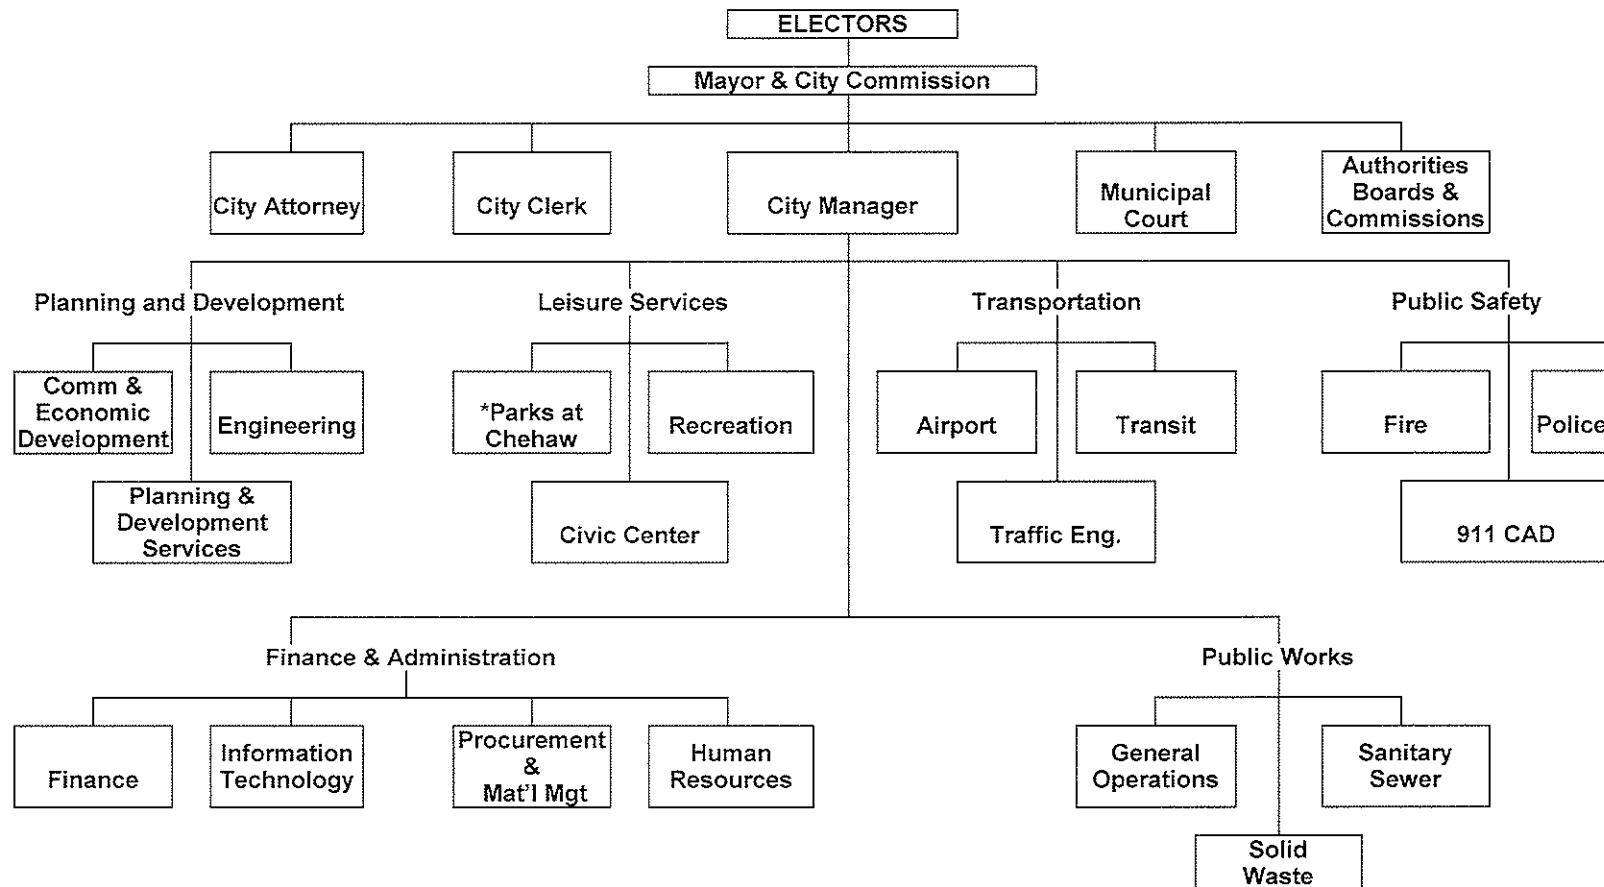 ELECTORS
Mayor & City Commission
City Attorney
City Clerk
City Manager
Municipal
Court
Authorities
Boards &
Commissions
Planning and Development
Leisure Services
Transportation
Public Safety
Comm &
Economic
Development
Engineering
*Parks at
Chehaw
Recreation
Airport
Transit
Fire
Police
Planning &
Development
Services
Civic Center
Traffic Eng.
911 CAD
Finance & Administration
Public Works
Finance
Information
Technology
Procurement
&
Mat'l Mgt
Human
Resources
General
Operations
Sanitary
Sewer
Solid
Waste